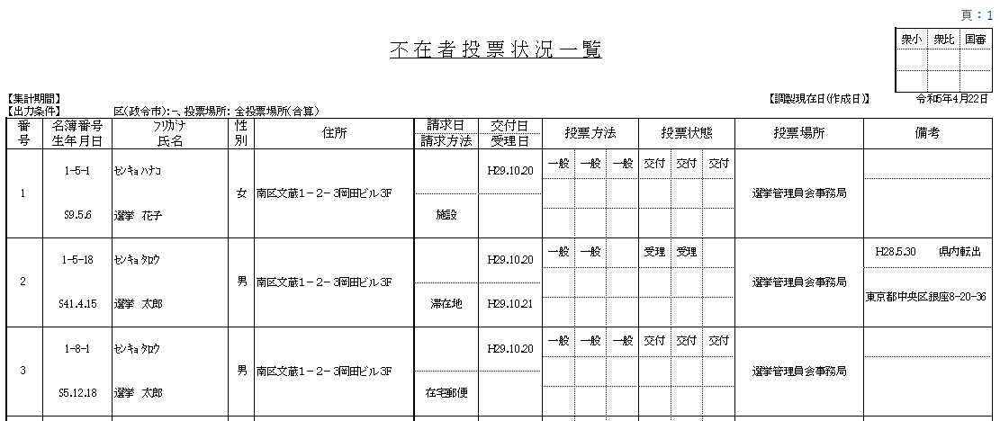 頁：1
不在者投票状況一覧
衆小 衆比 国審
【集計期間】 【調製現在日(作成日)】 令和5年4月22日
【出力条件】 区(政令市)：-、投票場所：全投票場所(合算)
番号 名簿番号 生年月日 ﾌﾘｶﾞﾅ 氏名 性別 住所 請求日 請求方法 交付日 受理日 投票方法 投票状態 投票場所 備考
1-5-1 ｾﾝｷｮ ﾊﾅｺ H29.10.20 一般 一般 一般 交付 交付 交付
1 女 南区文蔵１－２－３岡田ビル３F 選挙管理員会事務局
S9.5.6 選挙 花子 施設
1-5-18 ｾﾝｷｮ ﾀﾛｳ H29.10.20 一般 一般 受理 受理 H28.5.30 県内転出
2 男 南区文蔵１－２－３岡田ビル３F 選挙管理員会事務局
S41.4.15 選挙 太郎 滞在地 H29.10.21 東京都中央区銀座8-20-36
1-8-1 ｾﾝｷｮ ﾀﾛｳ H29.10.20 一般 一般 一般 交付 交付 交付
3 男 南区文蔵１－２－３岡田ビル３F 選挙管理員会事務局
S5.12.18 選挙 太郎 在宅郵便